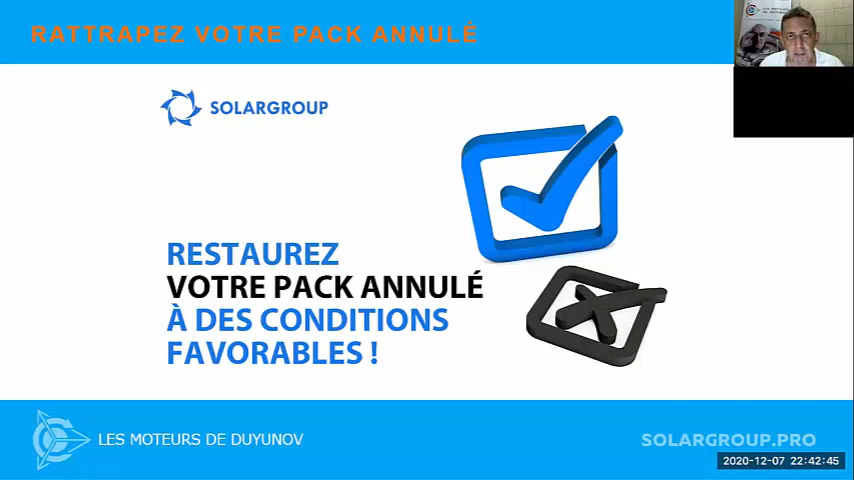 RATTRAPEZ VOTRE PACK ANNULÉ
SOLARGROUP
RESTAUREZ
VOTRE PACK ANNULÉ
À DES CONDITIONS
FAVORABLES !
LES MOTEURS DE DUYUNOV
SOLARGROUP.PRO
2020-12-07 22:42:45